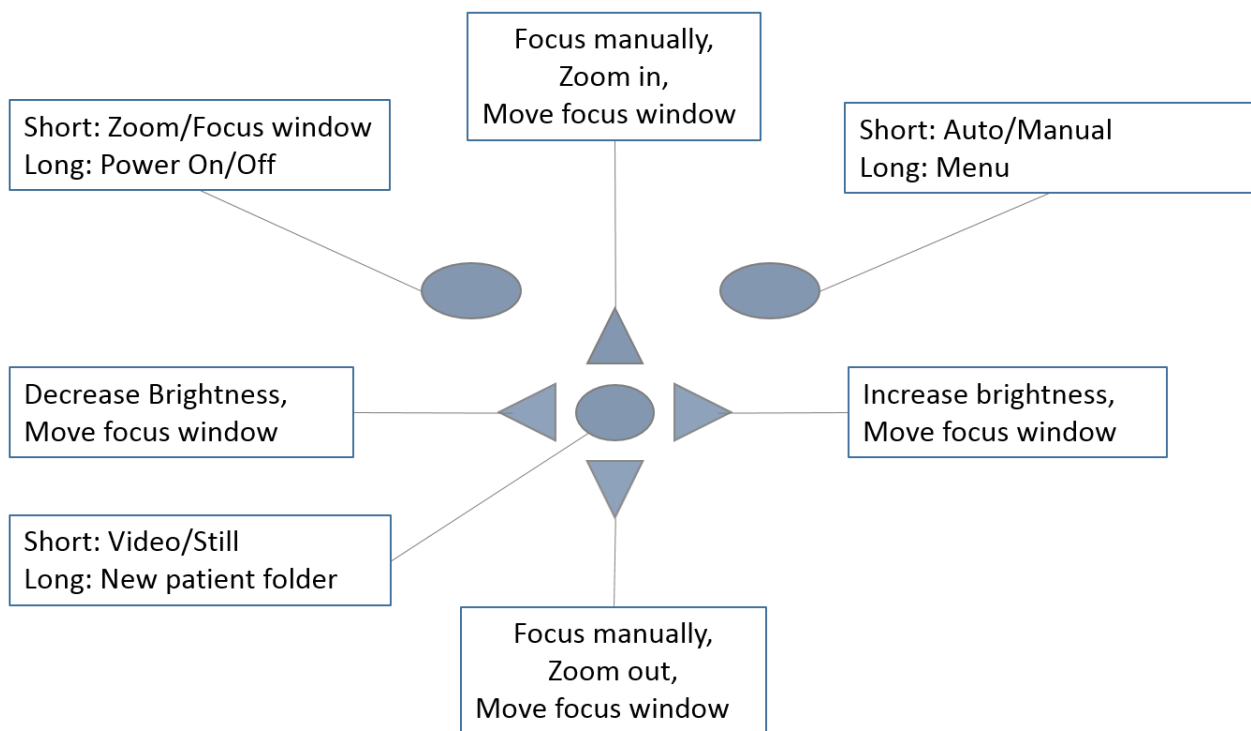 Focus manually,
Zoom in,
Move focus window
Short: Zoom/Focus window
Long: Power On/Off
Short: Auto/Manual
Long: Menu
Decrease Brightness,
Move focus window
Increase brightness,
Move focus window
Short: Video/Still
Long: New patient folder
Focus manually,
Zoom out,
Move focus window